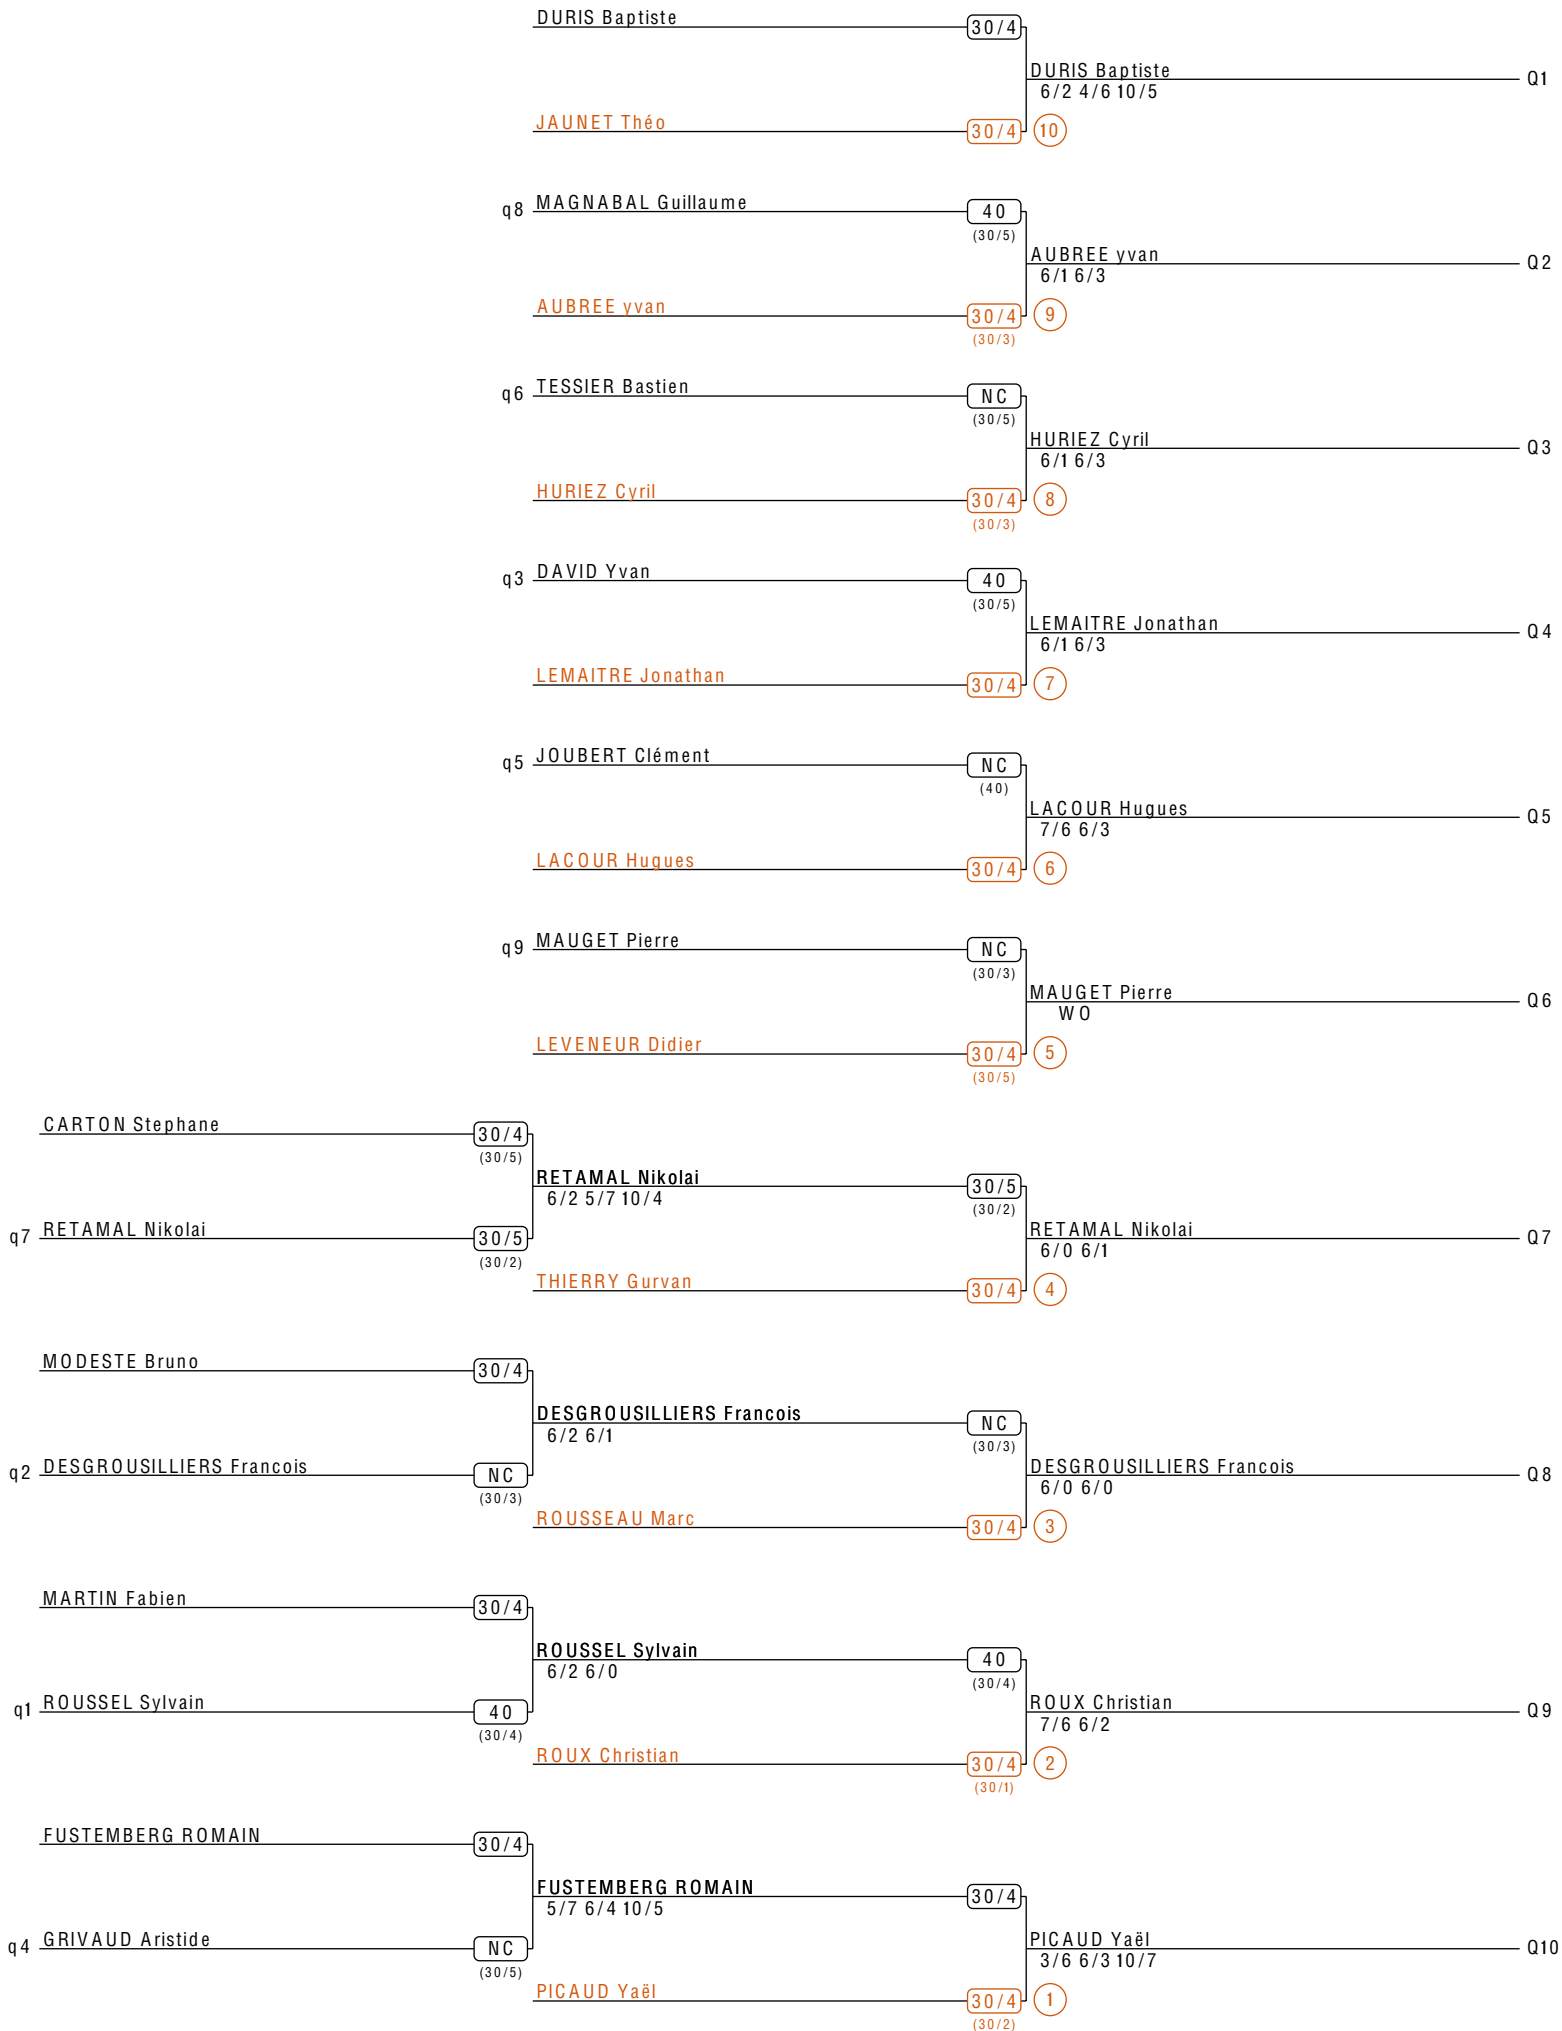 DURIS Baptiste
30/4
DURIS Baptiste
Q1
6/2 4/6 10/5
JAUNET Théo
30/4
10
q8
MAGNABAL Guillaume
40
(30/5)
AUBREE yvan
Q2
6/1 6/3
AUBREE yvan
30/4
9
(30/3)
q6
TESSIER Bastien
NC
(30/5)
HURIEZ Cyril
Q3
6/1 6/3
HURIEZ Cyril
30/4
8
(30/3)
q3
DAVID Yvan
40
(30/5)
LEMAITRE Jonathan
Q4
6/1 6/3
LEMAITRE Jonathan
30/4
7
q5
JOUBERT Clément
NC
(40)
LACOUR Hugues
Q5
7/6 6/3
LACOUR Hugues
30/4
6
q9
MAUGET Pierre
NC
(30/3)
MAUGET Pierre
Q6
WO
LEVENEUR Didier
30/4
5
(30/5)
CARTON Stephane
30/4
(30/5)
RETAMAL Nikolai
30/5
6/2 5/7 10/4
(30/2)
q7
RETAMAL Nikolai
30/5
(30/2)
RETAMAL Nikolai
Q7
6/0 6/1
THIERRY Gurvan
30/4
4
MODESTE Bruno
30/4
DESGROUSILLIERS Francois
NC
6/2 6/1
(30/3)
q2
DESGROUSILLIERS Francois
NC
(30/3)
DESGROUSILLIERS Francois
Q8
6/0 6/0
ROUSSEAU Marc
30/4
3
MARTIN Fabien
30/4
ROUSSEL Sylvain
40
6/2 6/0
(30/4)
q1
ROUSSEL Sylvain
40
(30/4)
ROUX Christian
Q9
7/6 6/2
ROUX Christian
30/4
2
(30/1)
FUSTEMBERG ROMAIN
30/4
FUSTEMBERG ROMAIN
30/4
5/7 6/4 10/5
q4
GRIVAUD Aristide
NC
(30/5)
PICAUD Yaël
Q10
3/6 6/3 10/7
PICAUD Yaël
30/4
1
(30/2)